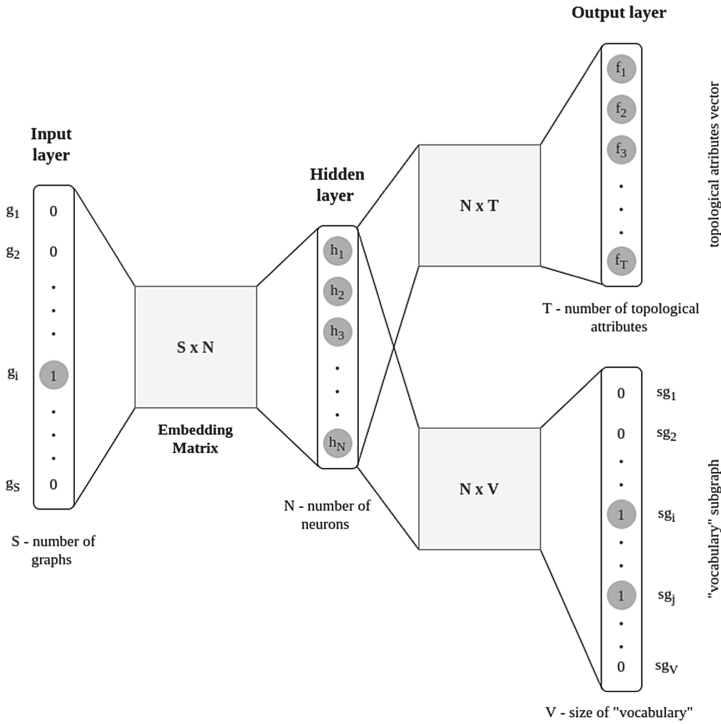 Output layer
f1
f2
f3
fT
topological atributes vector
T - number of topological
attributes
Input
layer
g1
0
g2
0
gi
1
gS
0
S - number of
graphs
S x N
Embedding
Matrix
Hidden
layer
h1
h2
h3
hN
N - number of
neurons
N x T
N x V
0
sg1
0
sg2
1
sgi
1
sgj
0
sgV
"vocabulary" subgraph
V - size of "vocabulary"